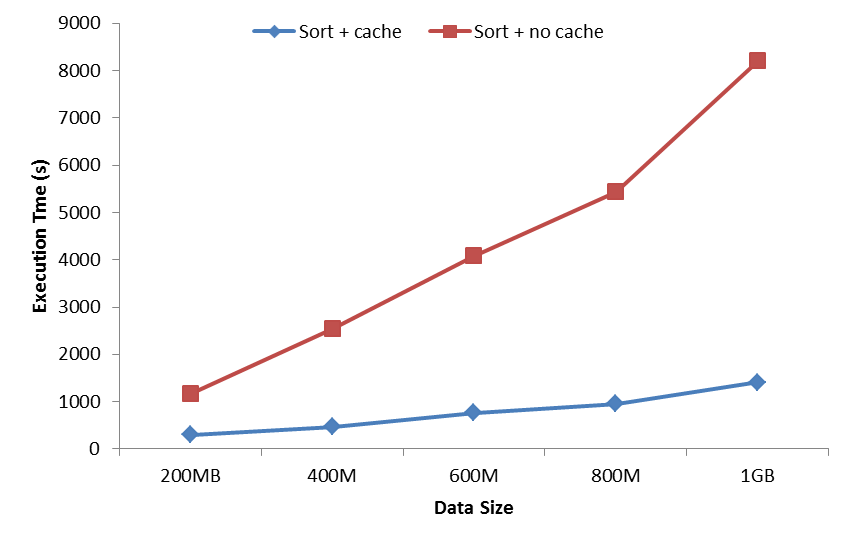 Sort + cache
Sort + no cache
9000
8000
7000
6000
5000
4000
3000
2000
1000
0
Execution Tme (s)
200MB
400M
600M
800M
1GB
Data Size